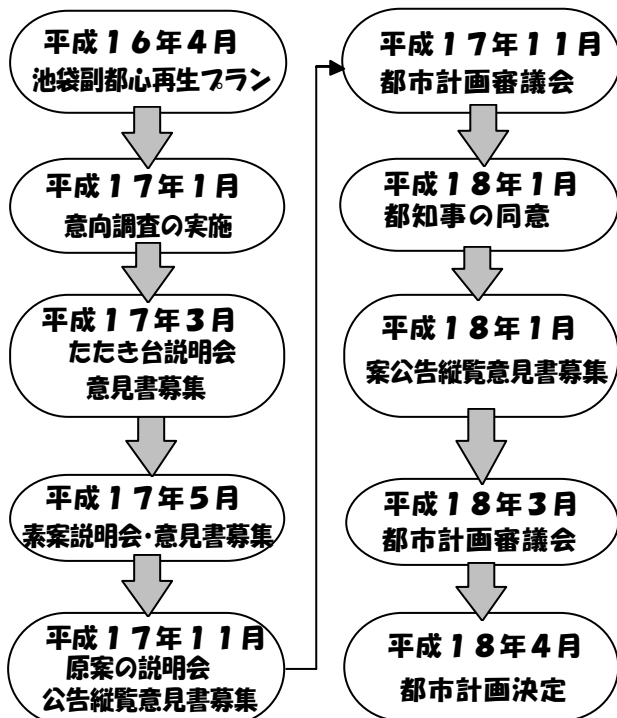 平成１６年４月
池袋副都心再生プラン
平成１７年１月
意向調査の実施
平成１７年３月
たたき台説明会
意見書募集
平成１７年５月
素案説明会・意見書募集
平成１７年１１月
原案の説明会
公告縦覧意見書募集
平成１７年１１月
都市計画審議会
平成１８年１月
都知事の同意
平成１８年１月
案公告縦覧意見書募集
平成１８年３月
都市計画審議会
平成１８年４月
都市計画決定